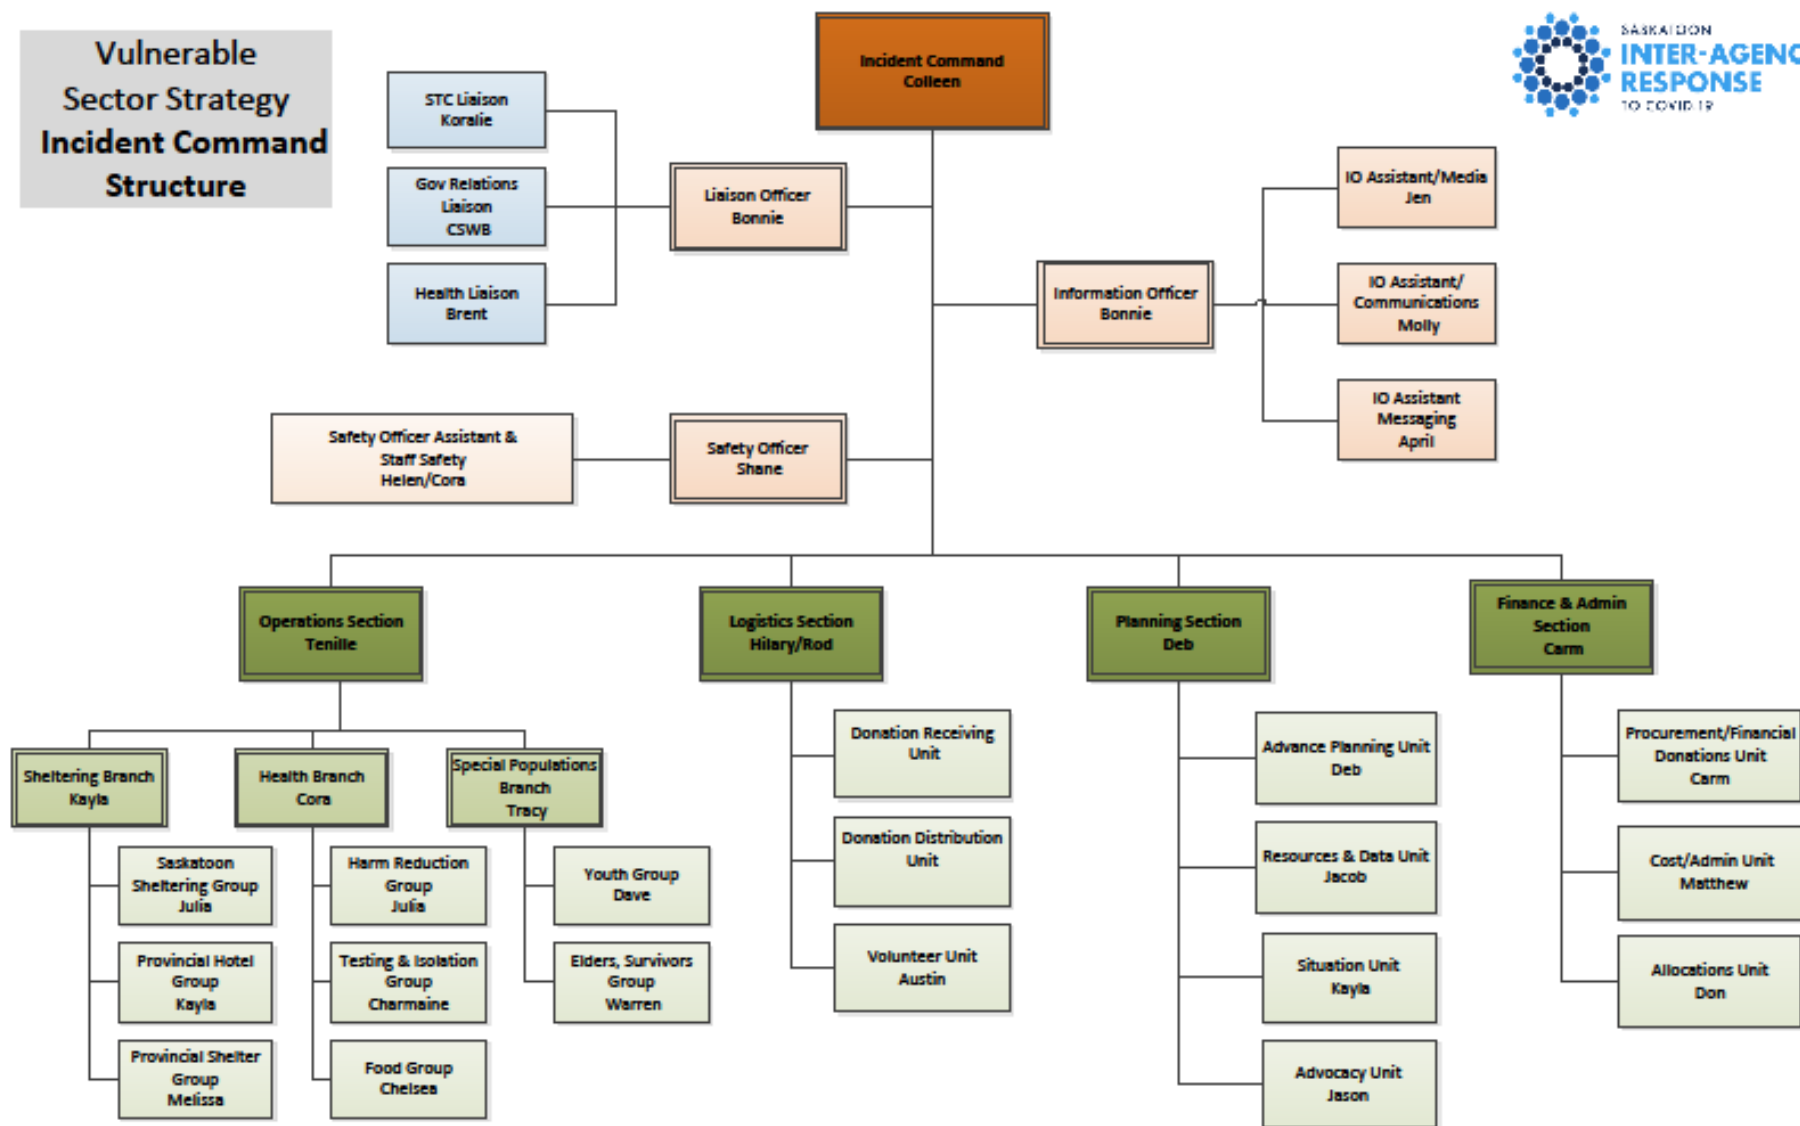 Vulnerable
Sector Strategy
Incident Command
Structure
Incident Command
Colleen
SASKATOON
INTER-AGENC
RESPONSE
TO COVID 19
STC Liaison
Koralie
Gov Relations
Liaison
CSWB
Health Liaison
Brent
Liaison Officer
Bonnie
Information Officer
Bonnie
IO Assistant/Media
Jen
IO Assistant/
Communications
Molly
IO Assistant
Messaging
April
Safety Officer Assistant &
Staff Safety
Helen/Cora
Safety Officer
Shane
Operations Section
Tenille
Logistics Section
Hilary/Rod
Planning Section
Deb
Finance & Admin
Section
Carm
Sheltering Branch
Kayla
Health Branch
Cora
Special Populations
Branch
Tracy
Saskatoon
Sheltering Group
Julia
Provincial Hotel
Group
Kayla
Provincial Shelter
Group
Melissa
Harm Reduction
Group
Julia
Testing & Isolation
Group
Charmaine
Food Group
Chelsea
Youth Group
Dave
Elders, Survivors
Group
Warren
Donation Receiving
Unit
Donation Distribution
Unit
Volunteer Unit
Austin
Advance Planning Unit
Deb
Resources & Data Unit
Jacob
Situation Unit
Kayla
Advocacy Unit
Jason
Procurement/Financial
Donations Unit
Carm
Cost/Admin Unit
Matthew
Allocations Unit
Don